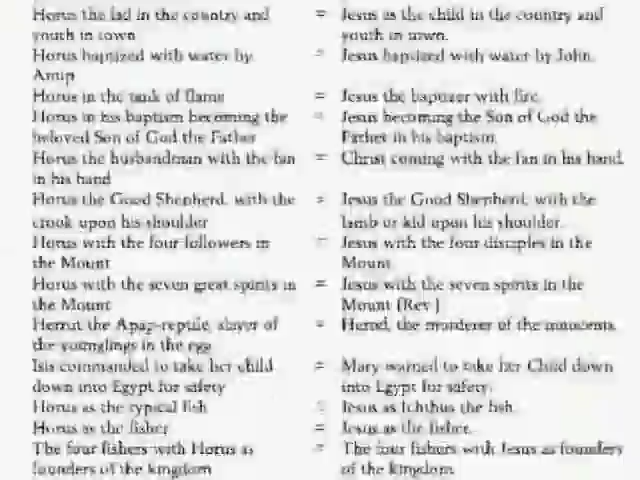 Horus the lad in the country and = Jesus as the child in the country and
youth in town youth in town.
Horus baptized with water by = Jesus baptized with water by John.
Anup
Horus in the tank of flame = Jesus the baptizer with fire.
Horus in his baptism becoming the = Jesus becoming the Son of God the
beloved Son of God the Father Father in his baptism.
Horus the husbandman with the fan = Christ coming with the fan in his hand.
in his hand
Horus the Good Shepherd, with the = Jesus the Good Shepherd, with the
crook upon his shoulder lamb or kid upon his shoulder.
Horus with the four followers in = Jesus with the four disciples in the
the Mount Mount.
Horus with the seven great spirits in = Jesus with the seven spirits in the
the Mount Mount (Rev.)
Herrut the Apap-reptile, slayer of = Herod, the murderer of the innocents.
the younglings in the egg
Isis commanded to take her child = Mary warned to take her Child down
down into Egypt for safety into Egypt for safety.
Horus as the typical fish = Jesus as Ichthus the fish.
Horus as the fisher = Jesus as the fisher.
The four fishers with Horus as = The four fishers with Jesus as founders
founders of the kingdom of the kingdom.